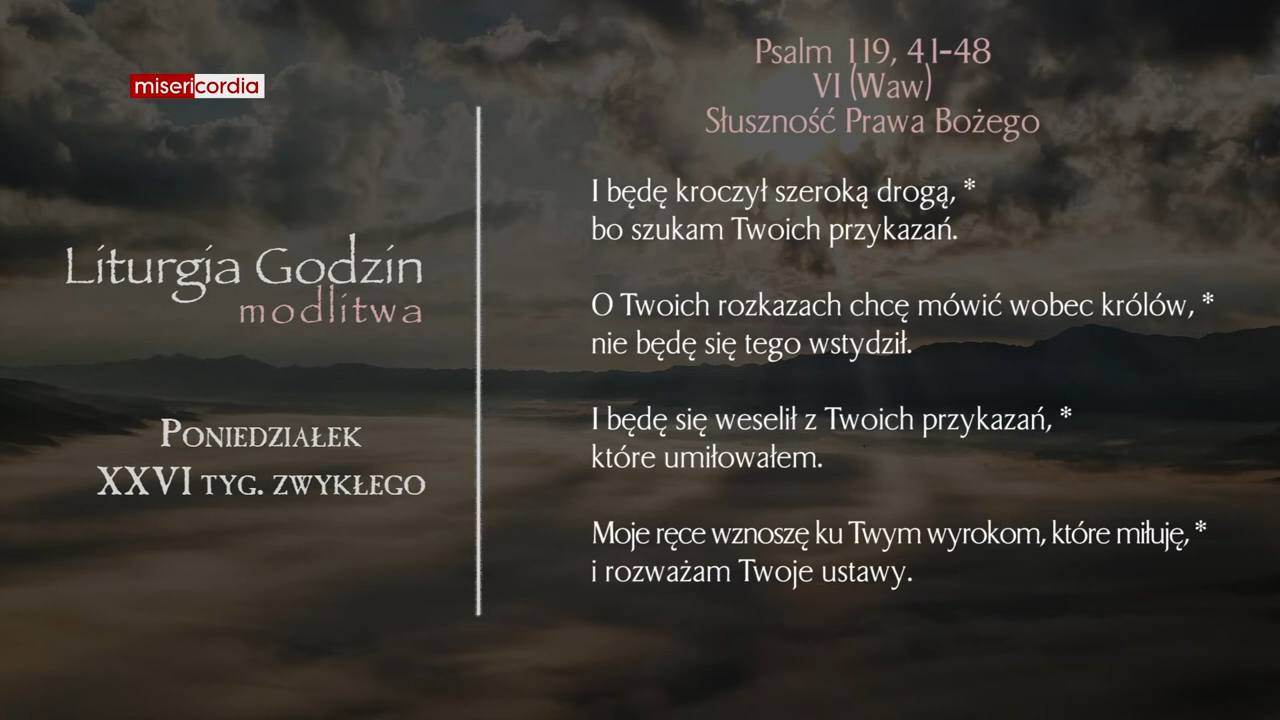 misericordia
Liturgia Godzin
modlitwa
Poniedziałek
XXVI tyg. zwykłego
Psalm 119, 41-48
VI (Waw)
Słuszność Prawa Bożego
I będę kroczył szeroką drogą, *
bo szukam Twoich przykazań.
O Twoich rozkazach chcę mówić wobec królów, *
nie będę się tego wstydził.
I będę się weselił z Twoich przykazań, *
które umiłowałem.
Moje ręce wznoszę ku Twym wyrokom, które miłuję, *
i rozważam Twoje ustawy.